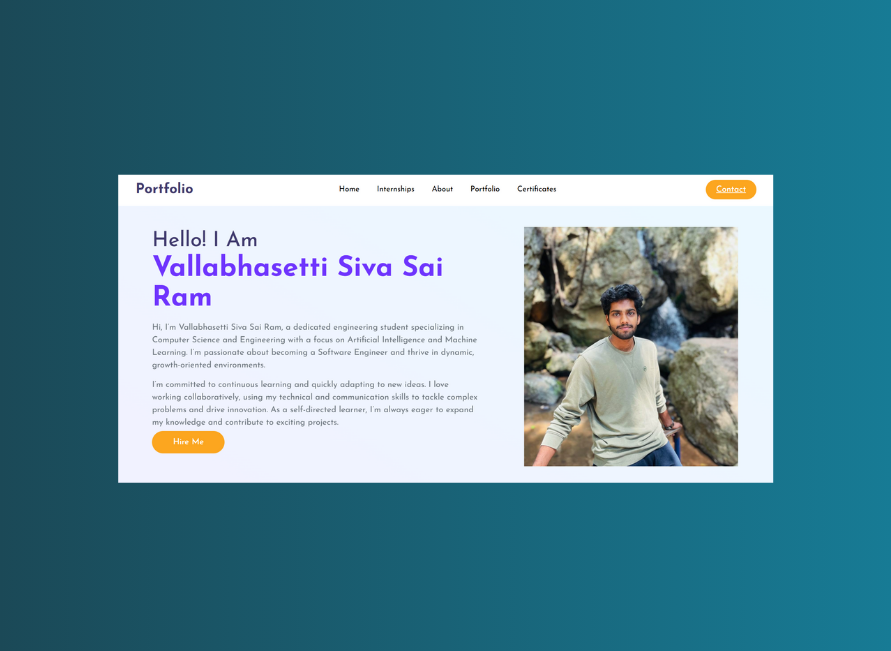 Portfolio
Home Internships About Portfolio Certificates
Contact
Hello! I Am
Vallabhasetti Siva Sai
Ram
Hi, I'm Vallabhasetti Siva Sai Ram, a dedicated engineering student specializing in
Computer Science and Engineering with a focus on Artificial Intelligence and Machine
Learning. I'm passionate about becoming a Software Engineer and thrive in dynamic,
growth-oriented environments.
I'm committed to continuous learning and quickly adapting to new ideas. I love
working collaboratively, using my technical and communication skills to tackle complex
problems and drive innovation. As a self-directed learner, I'm always eager to expand
my knowledge and contribute to exciting projects.
Hire Me